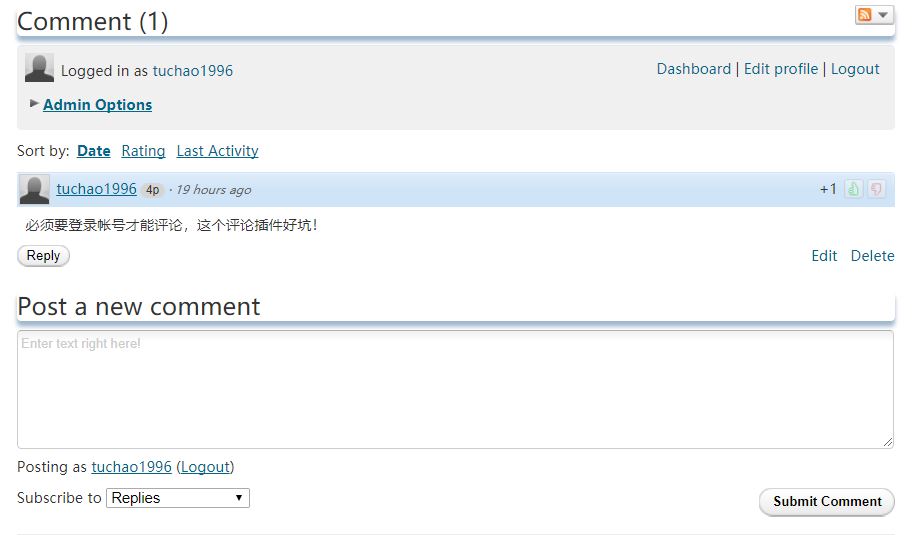 Comment (1)
Logged in as tuchao1996 Dashboard | Edit profile | Logout
Admin Options
Sort by: Date Rating Last Activity
tuchao1996 4p · 19 hours ago +1
必须要登录帐号才能评论，这个评论插件好坑！
Reply Edit Delete
Post a new comment
Enter text right here!
Posting as tuchao1996 (Logout)
Subscribe to Replies Submit Comment